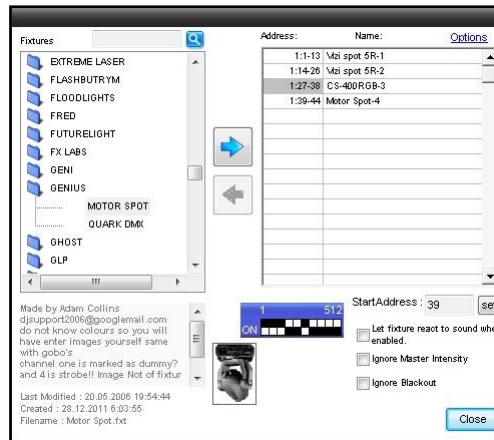 Fixtures
EXTREME LASER
FLASHBUTRYM
FLOODLIGHTS
FRED
FUTURELIGHT
FX LABS
GENI
GENIUS
MOTOR SPOT
QUARK DMX
GHOST
GLP
Made by Adam Collins
djsupport2006@googlemail.com
do not know colours so you will
have enter images yourself same
with gobo's
channel one is marked as dummy?
and 4 is strobe!! Image Not of fixtur
Last Modified : 20.05.2006 19:54:44
Created : 28.12.2011 6:03:55
Filename : Motor Spot.fxt
Address: Name: Options
1:1-13 Vizi spot 5R-1
1:14-26 Vizi spot 5R-2
1:27-38 CS-400RGB-3
1:39-44 Motor Spot-4
1 512
ON
StartAddress : 39 se
Let fixture react to sound whe
enabled.
Ignore Master Intensity
Ignore Blackout
Close